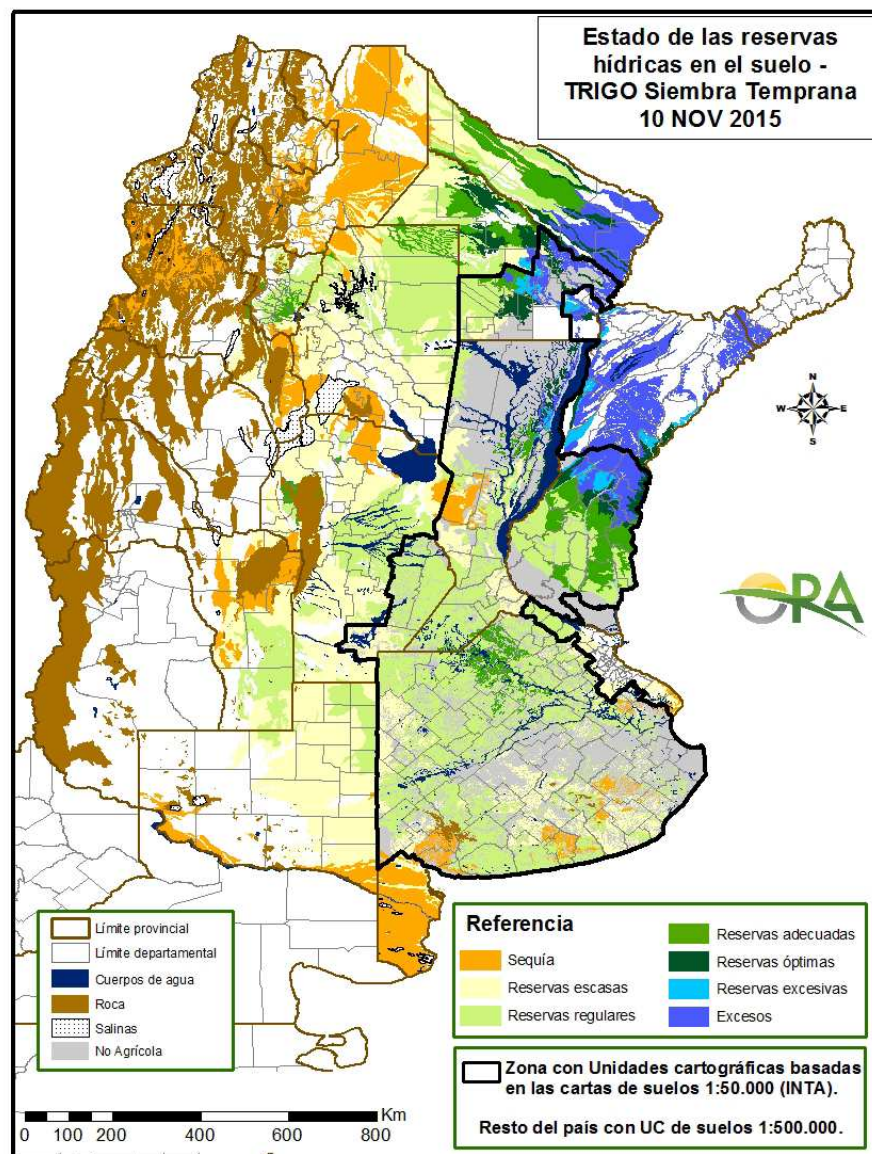 Estado de las reservas
hídricas en el suelo -
TRIGO Siembra Temprana
10 NOV 2015
N
W
E
S
ORA
Límite provincial
Límite departamental
Cuerpos de agua
Roca
Salinas
No Agrícola
Referencia
Sequía
Reservas escasas
Reservas regulares
Reservas adecuadas
Reservas óptimas
Reservas excesivas
Excesos
Zona con Unidades cartográficas basadas
en las cartas de suelos 1:50.000 (INTA).
Resto del país con UC de suelos 1:500.000.
Km
0 100 200 400 600 800